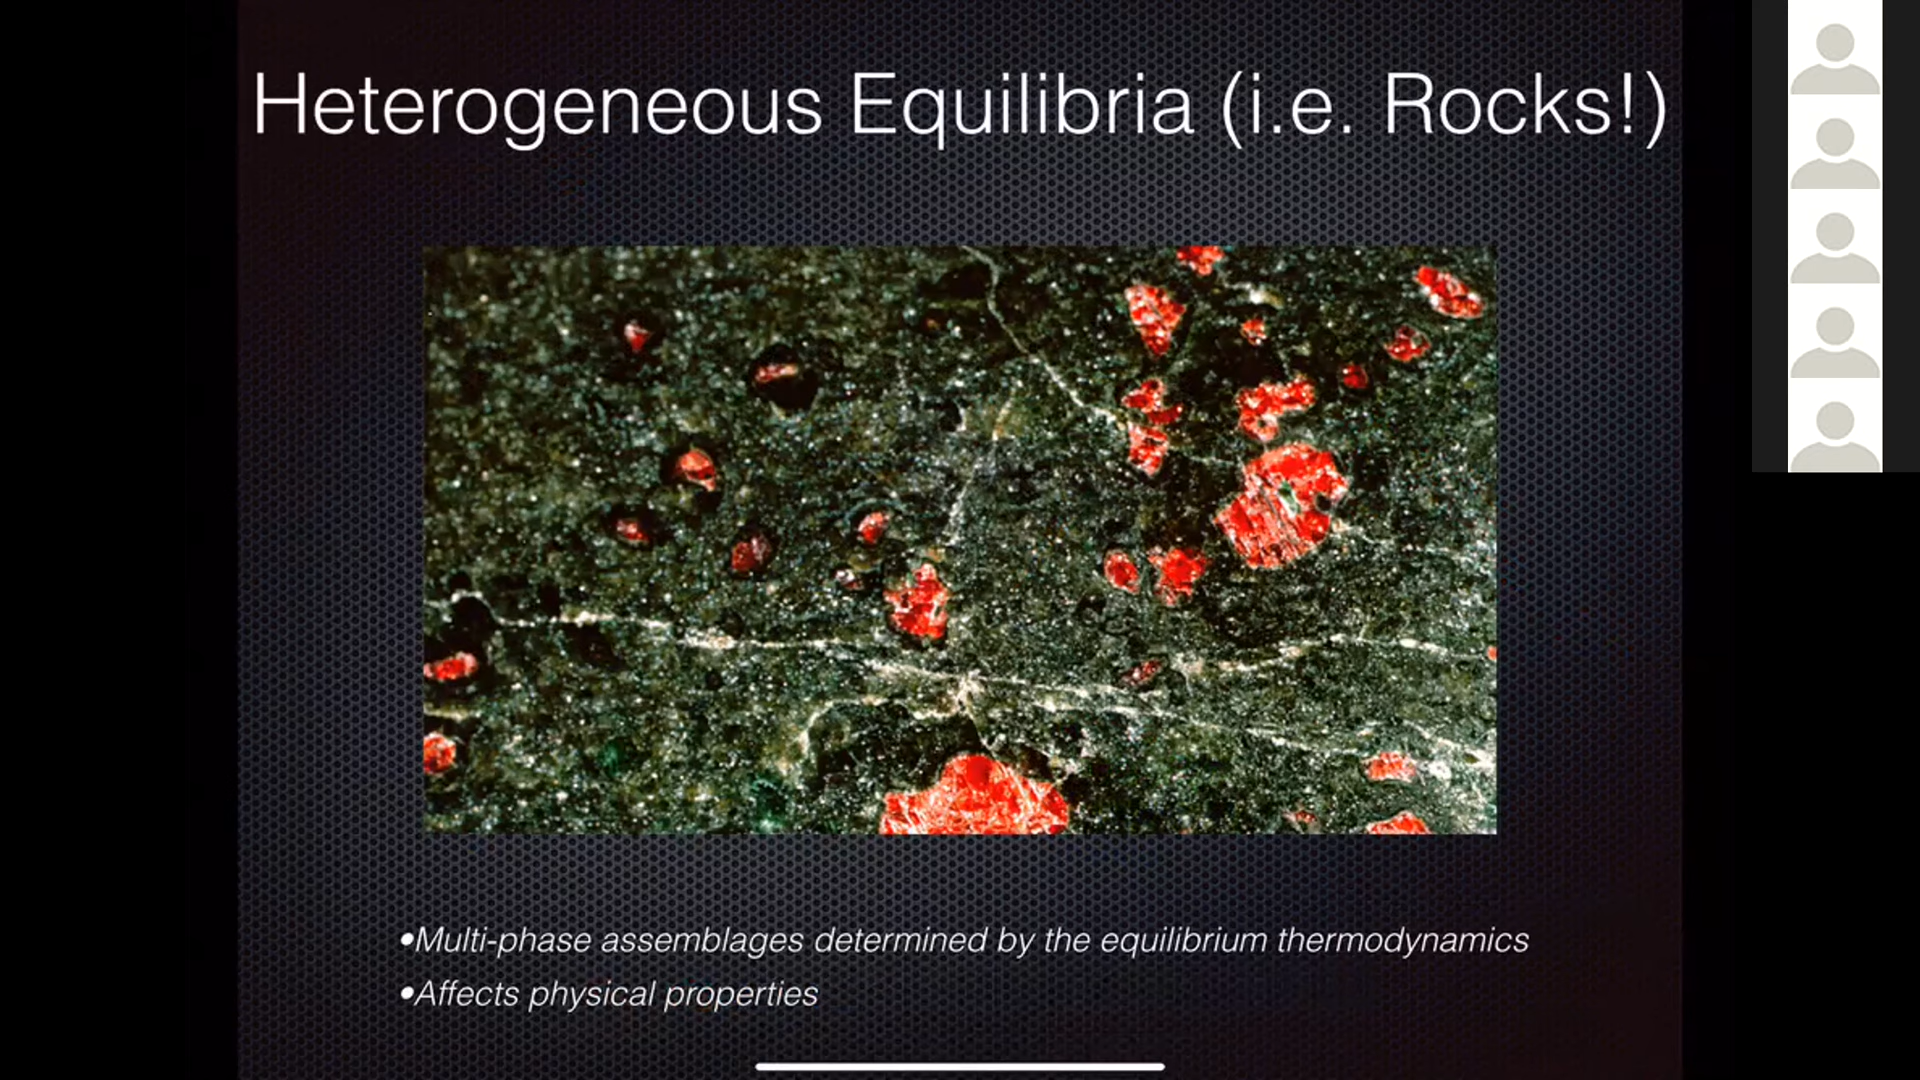 Heterogeneous Equilibria (i.e. Rocks!)
•Multi-phase assemblages determined by the equilibrium thermodynamics
•Affects physical properties